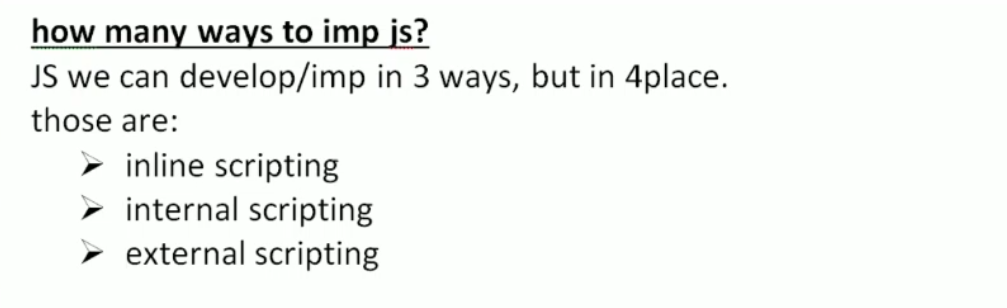 how many ways to imp js?
JS we can develop/imp in 3 ways, but in 4place.
those are:
➢ inline scripting
➢ internal scripting
➢ external scripting